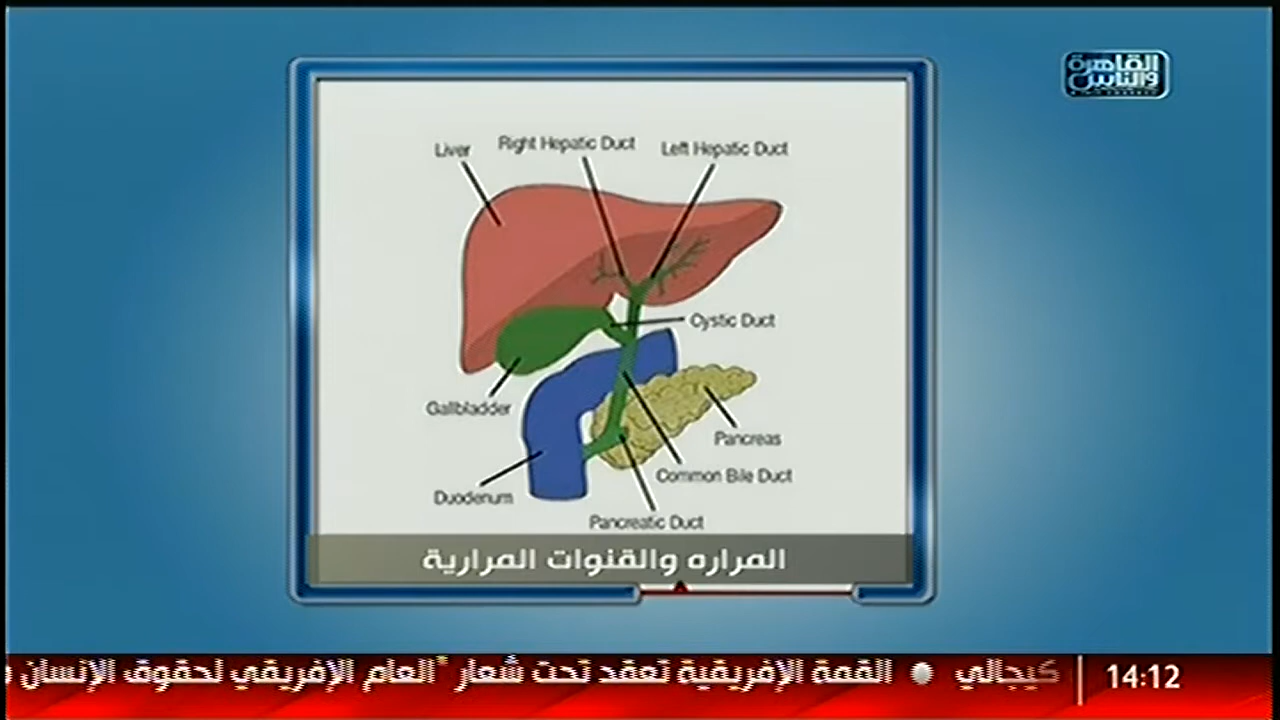 القاهرة
والناس
Liver
Right Hepatic Duct
Left Hepatic Duct
Cystic Duct
Gallbladder
Pancreas
Common Bile Duct
Duodenum
Pancreatic Duct
المراره والقنوات المرارية
14:12
كيجالي القمة الإفريقية تعقد تحت شعار "العام الإفريقي لحقوق الإنسان